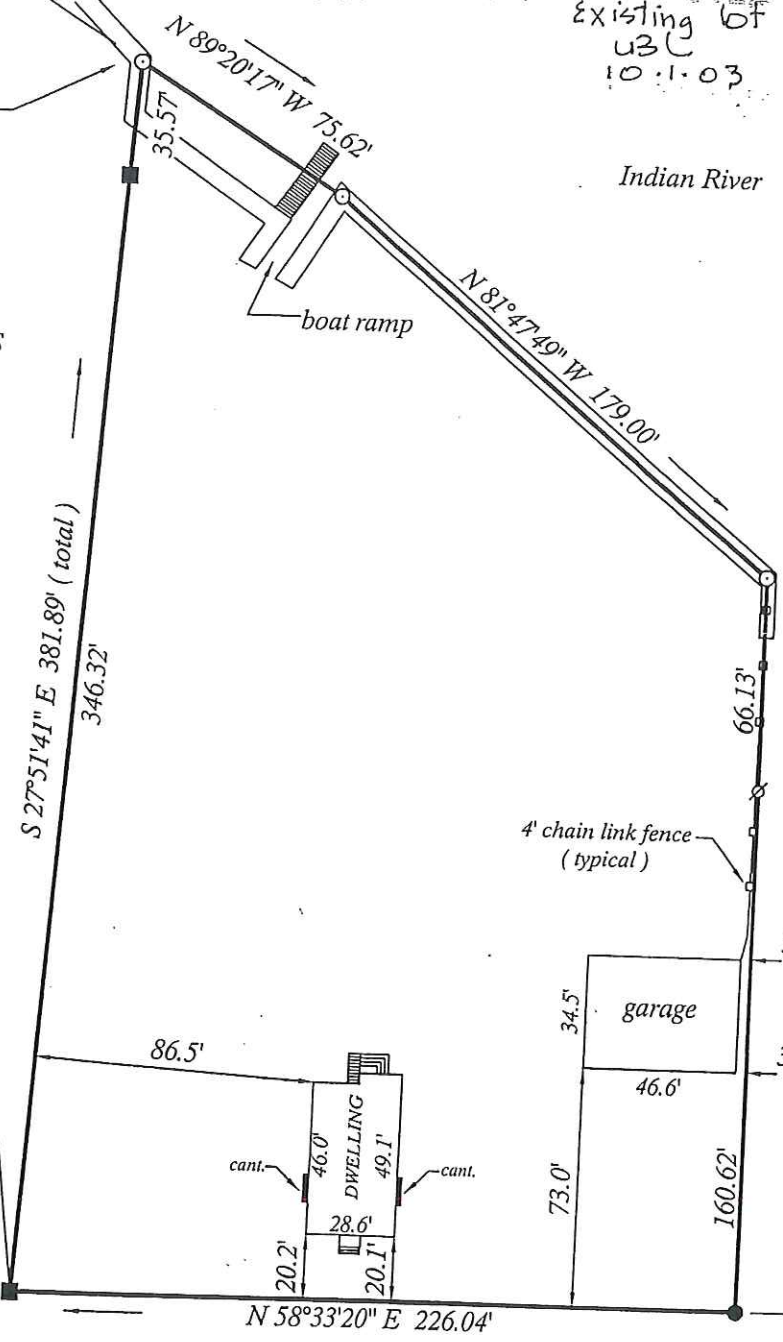 Existing lot
U3C
10.1.03
N 89°20'17" W 75.62'
35.57'
Indian River
boat ramp
N 81°47'49" W 179.00'
S 27°51'41" E 381.89' ( total )
346.32'
66.13'
4' chain link fence
( typical )
34.5'
garage
46.6'
86.5'
46.0'
DWELLING
49.1'
cant.
cant.
28.6'
73.0'
160.62'
20.2'
20.1'
N 58°33'20" E 226.04'